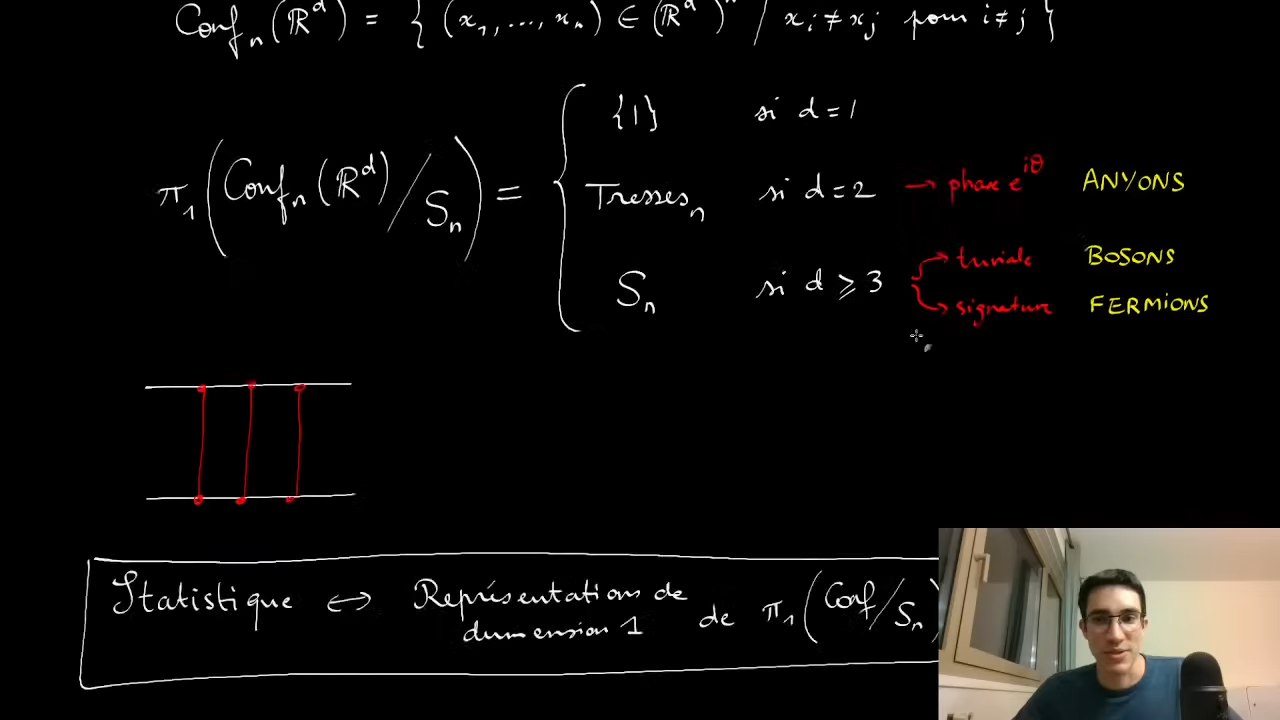 Conf_n (ℝ^d) = { (x_1, ..., x_n) ∈ (ℝ^d)^n / x_i ≠ x_j pour i ≠ j }
{1} si d = 1
π_1 (Conf_n (ℝ^d) / S_n) = Tresses_n si d = 2 → phase e^{iθ} ANYONS
S_n si d ⩾ 3 → triviale BOSONS
→ signature FERMIONS
Statistique ↔ Représentations de dimension 1 de π_1 (Conf / S_n)